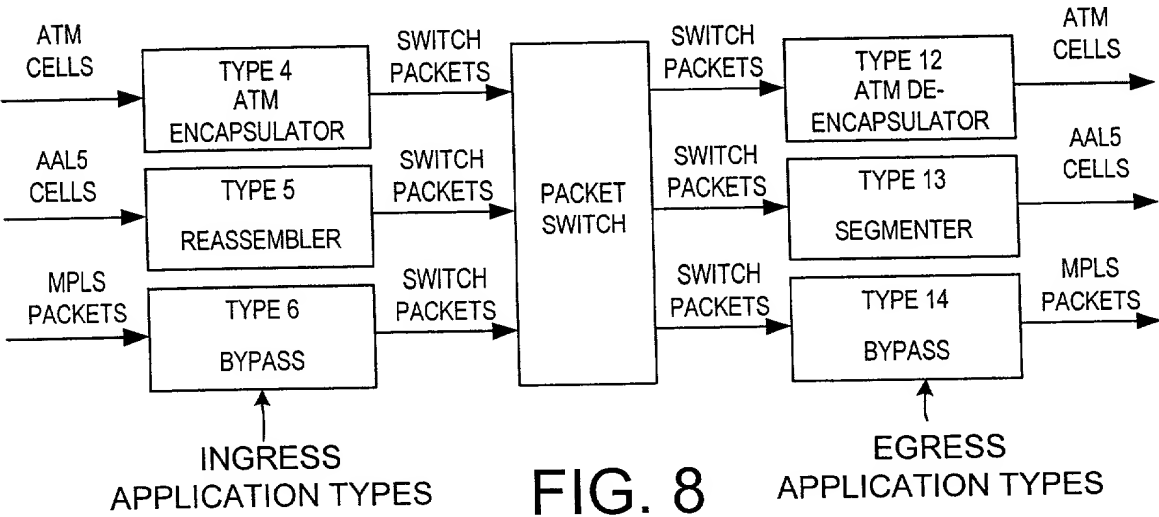 ATM
CELLS
TYPE 4
ATM
ENCAPSULATOR
SWITCH
PACKETS
SWITCH
PACKETS
TYPE 12
ATM DE-
ENCAPSULATOR
ATM
CELLS
AAL5
CELLS
TYPE 5
REASSEMBLER
SWITCH
PACKETS
PACKET
SWITCH
SWITCH
PACKETS
TYPE 13
SEGMENTER
AAL5
CELLS
MPLS
PACKETS
TYPE 6
BYPASS
SWITCH
PACKETS
SWITCH
PACKETS
TYPE 14
BYPASS
MPLS
PACKETS
INGRESS
APPLICATION TYPES
FIG. 8
EGRESS
APPLICATION TYPES